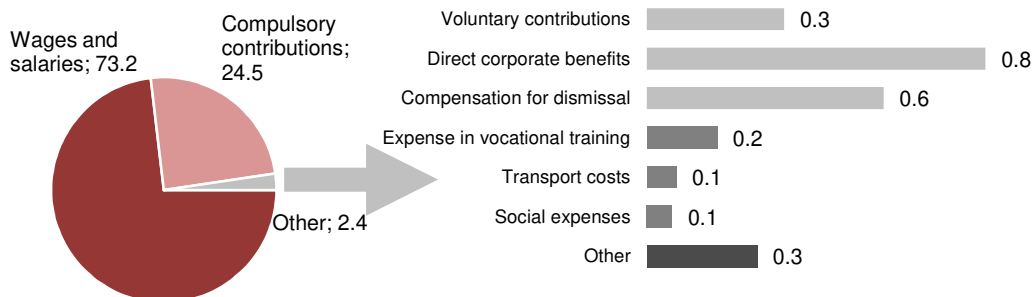 Wages and
salaries; 73.2
Compulsory
contributions;
24.5
Other; 2.4
Voluntary contributions 0.3
Direct corporate benefits 0.8
Compensation for dismissal 0.6
Expense in vocational training 0.2
Transport costs 0.1
Social expenses 0.1
Other 0.3